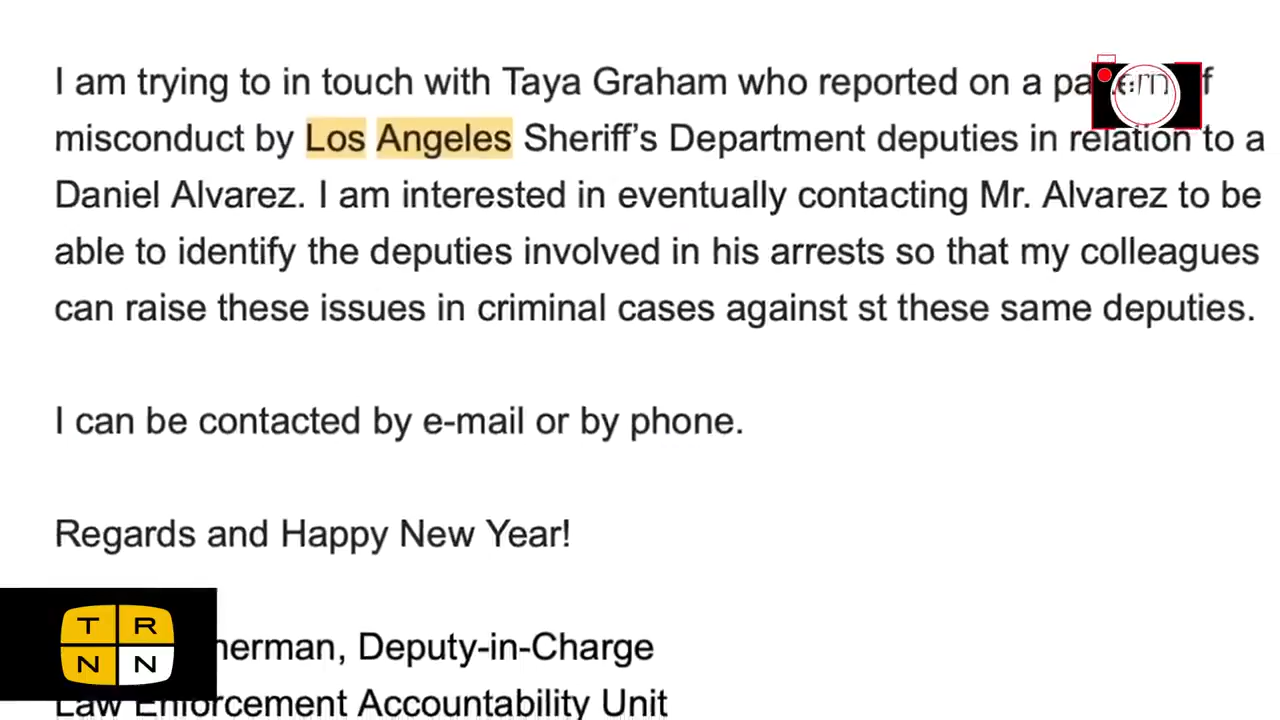 I am trying to in touch with Taya Graham who reported on a pattern of
misconduct by Los Angeles Sheriff's Department deputies in relation to a
Daniel Alvarez. I am interested in eventually contacting Mr. Alvarez to be
able to identify the deputies involved in his arrests so that my colleagues
can raise these issues in criminal cases against st these same deputies.
I can be contacted by e-mail or by phone.
Regards and Happy New Year!
T R
N N
Deputy-in-Charge
Law Enforcement Accountability Unit